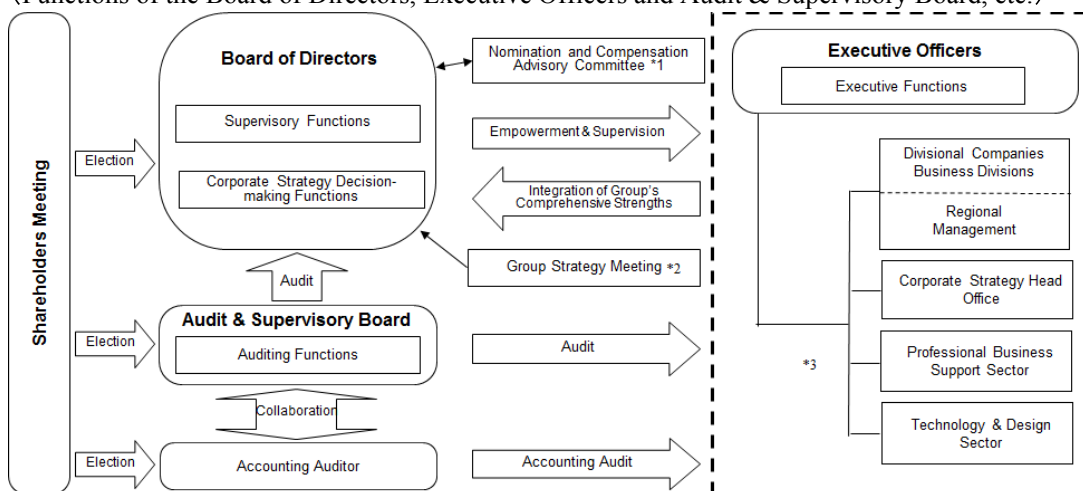 (Functions of the Board of Directors, Executive Officers and Audit & Supervisory Board, etc.)
Shareholders Meeting
Election
Board of Directors
Supervisory Functions
Corporate Strategy Decision-
making Functions
Nomination and Compensation
Advisory Committee *1
Empowerment & Supervision
Integration of Group's
Comprehensive Strengths
Group Strategy Meeting *2
Audit
Election
Audit & Supervisory Board
Auditing Functions
Audit
Collaboration
Election
Accounting Auditor
Accounting Audit
Executive Officers
Executive Functions
Divisional Companies
Business Divisions
Regional
Management
Corporate Strategy Head
Office
*3
Professional Business
Support Sector
Technology & Design
Sector